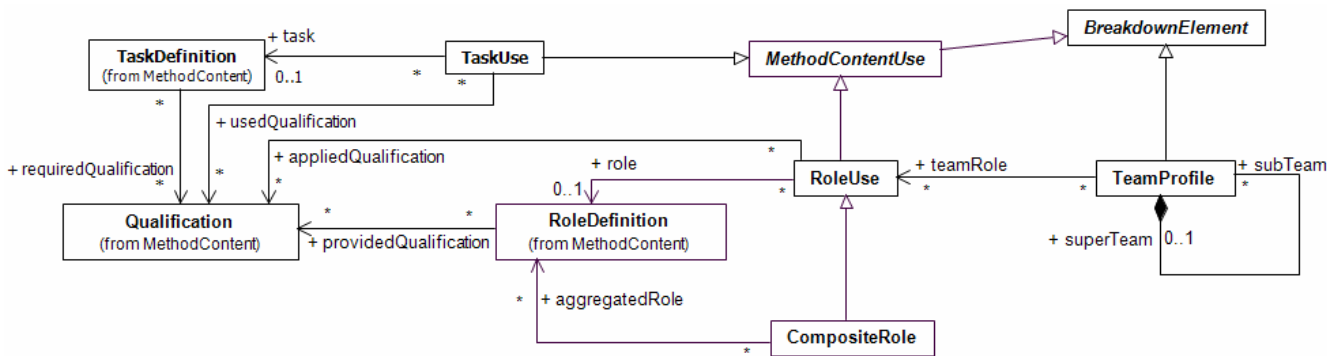 BreakdownElement
+ task
TaskDefinition
(from MethodContent)
0..1
*
TaskUse
*
MethodContentUse
*
+ usedQualification
+ requiredQualification
*
*
+ appliedQualification
*
*
+ role
0..1
RoleUse
*
+ teamRole
*
*
TeamProfile
+ subTeam
*
Qualification
(from MethodContent)
*
+ providedQualification
*
RoleDefinition
(from MethodContent)
+ superTeam
0..1
*
+ aggregatedRole
CompositeRole
*